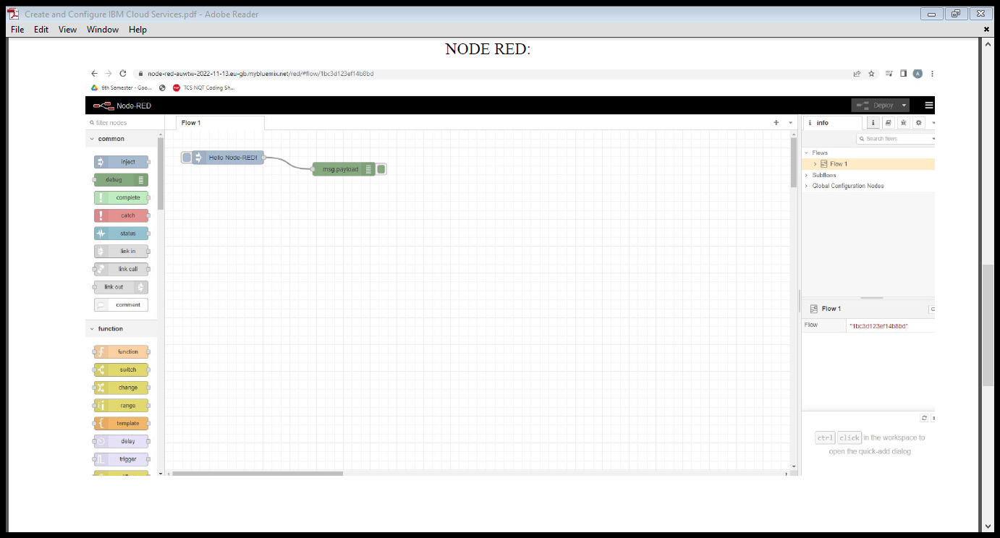 Create and Configure IBM Cloud Services.pdf - Adobe Reader
File Edit View Window Help
NODE RED:
node-red-auwtw-2022-11-13.eu-gb.mybluemix.net/red/#flow/1bc3d123ef14b8bd
A
6th Semester - Goo... TCS NQT Coding Sh...
Node-RED
Deploy
filter nodes
Flow 1
info
i
Search flows
common
Flows
Flow 1
Subflows
Global Configuration Nodes
Hello Node-RED!
msg.payload
inject
debug
complete
catch
status
link in
link call
link out
comment
Flow 1
Flow "1bc3d123ef14b8bd"
function
function
switch
change
range
template
delay
trigger
ctrl click in the workspace to
open the quick-add dialog